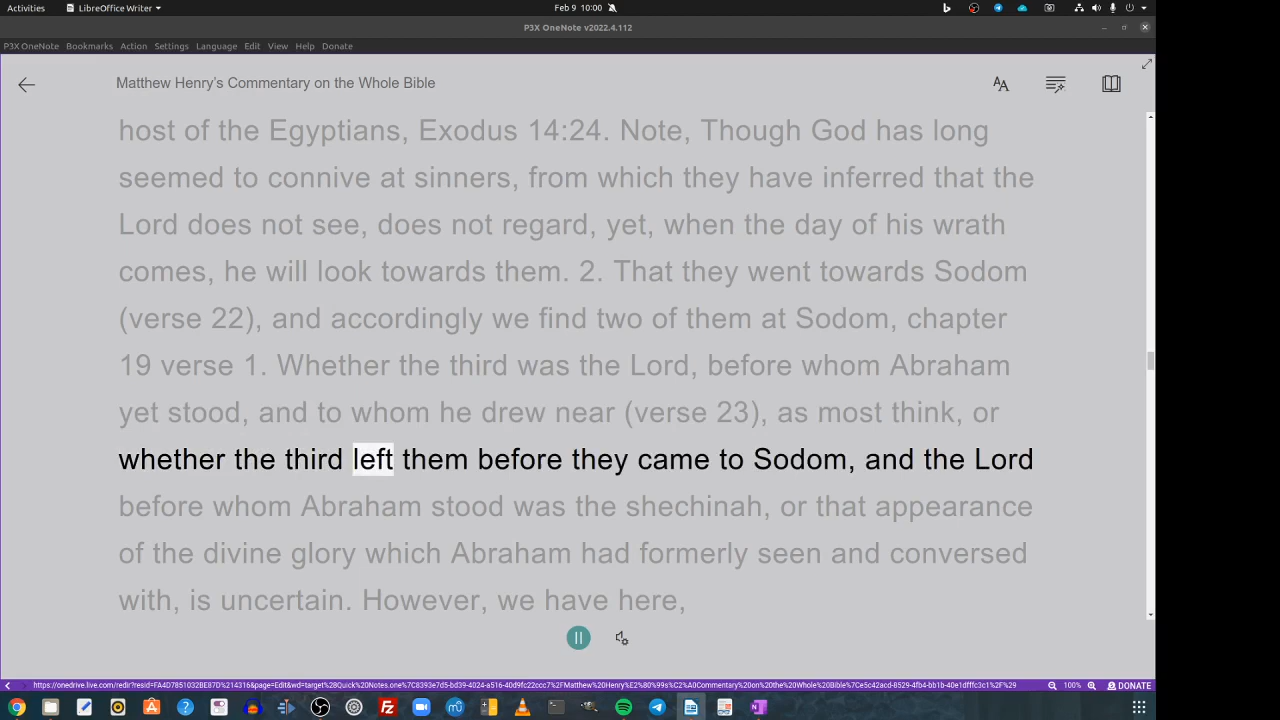 Activities LibreOffice Writer Feb 9 10:00
P3X OneNote v2022.4.112
P3X OneNote Bookmarks Action Settings Language Edit View Help Donate
Matthew Henry's Commentary on the Whole Bible
host of the Egyptians, Exodus 14:24. Note, Though God has long
seemed to connive at sinners, from which they have inferred that the
Lord does not see, does not regard, yet, when the day of his wrath
comes, he will look towards them. 2. That they went towards Sodom
(verse 22), and accordingly we find two of them at Sodom, chapter
19 verse 1. Whether the third was the Lord, before whom Abraham
yet stood, and to whom he drew near (verse 23), as most think, or
whether the third left them before they came to Sodom, and the Lord
before whom Abraham stood was the shechinah, or that appearance
of the divine glory which Abraham had formerly seen and conversed
with, is uncertain. However, we have here,
100% DONATE